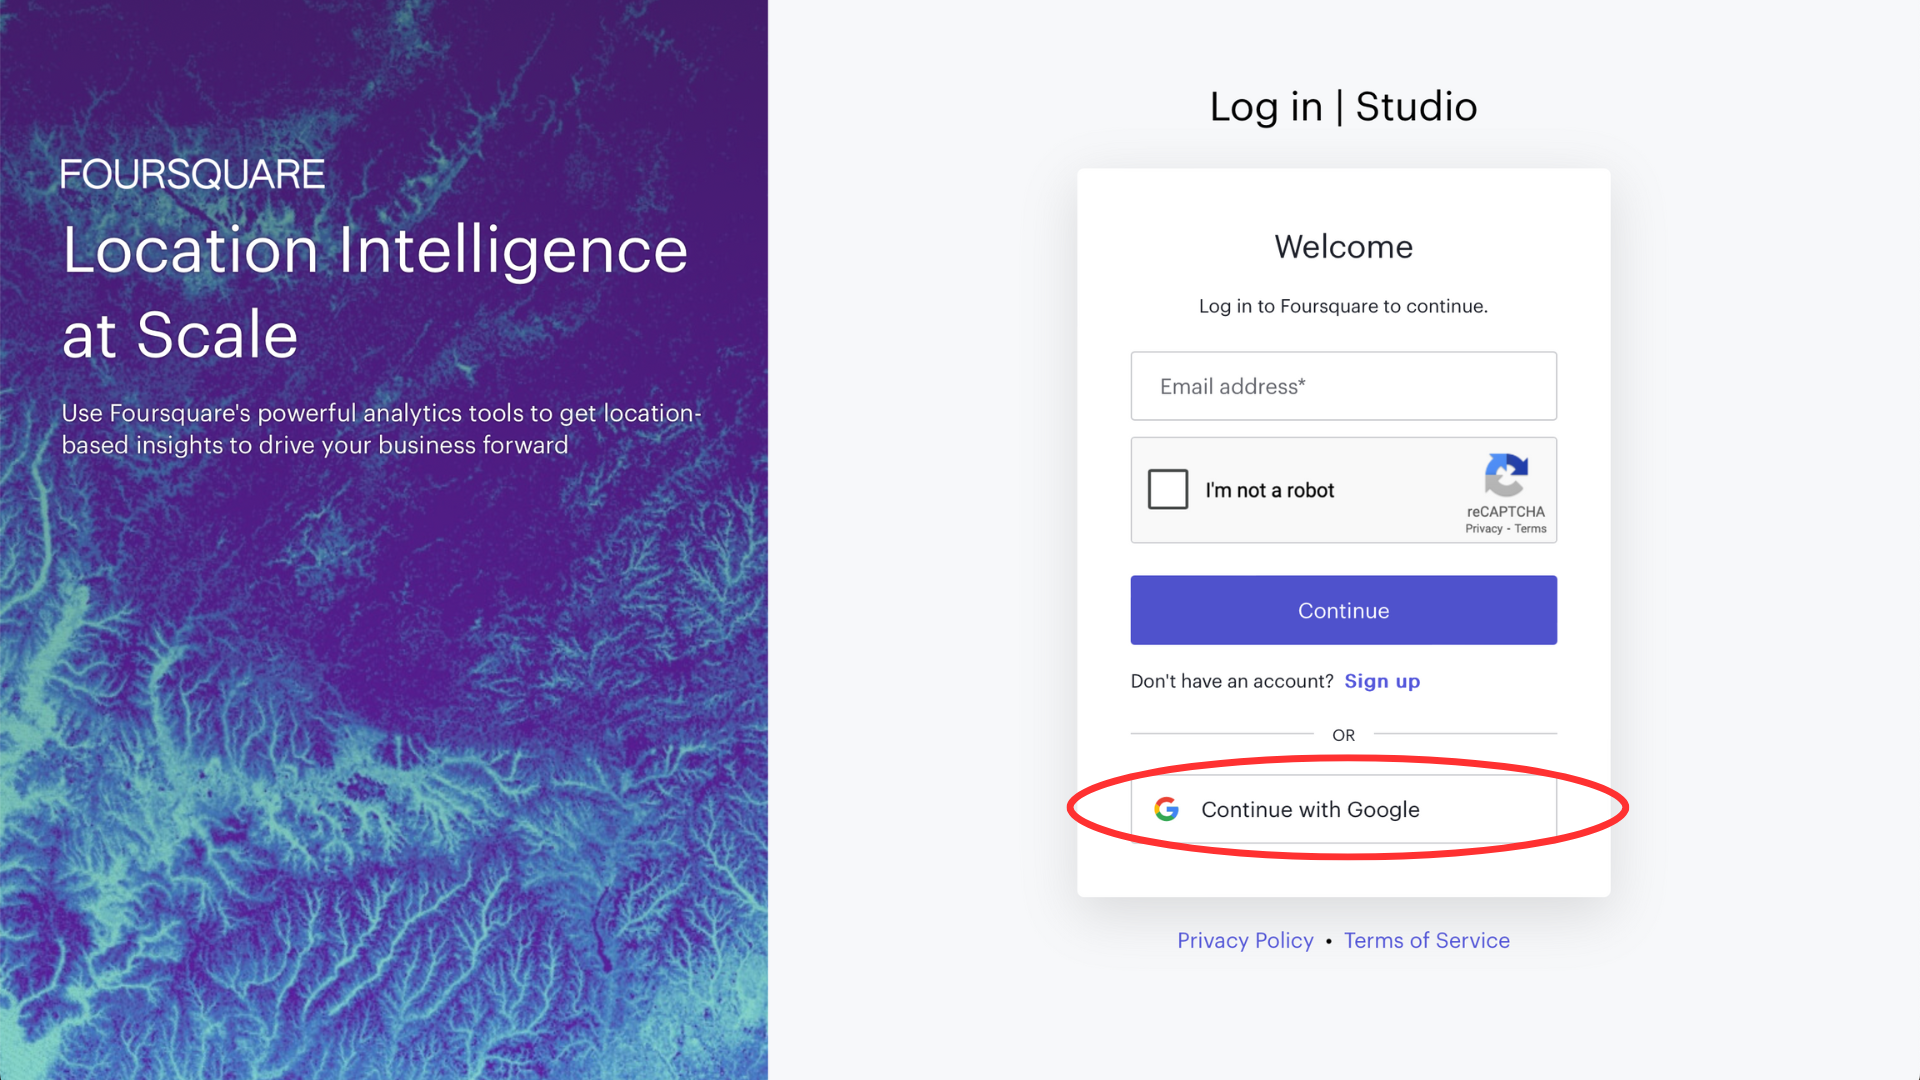 FOURSQUARE
Location Intelligence
at Scale
Use Foursquare's powerful analytics tools to get location-
based insights to drive your business forward
Log in | Studio
Welcome
Log in to Foursquare to continue.
Email address*
I'm not a robot
reCAPTCHA
Privacy - Terms
Continue
Don't have an account? Sign up
OR
Continue with Google
Privacy Policy • Terms of Service